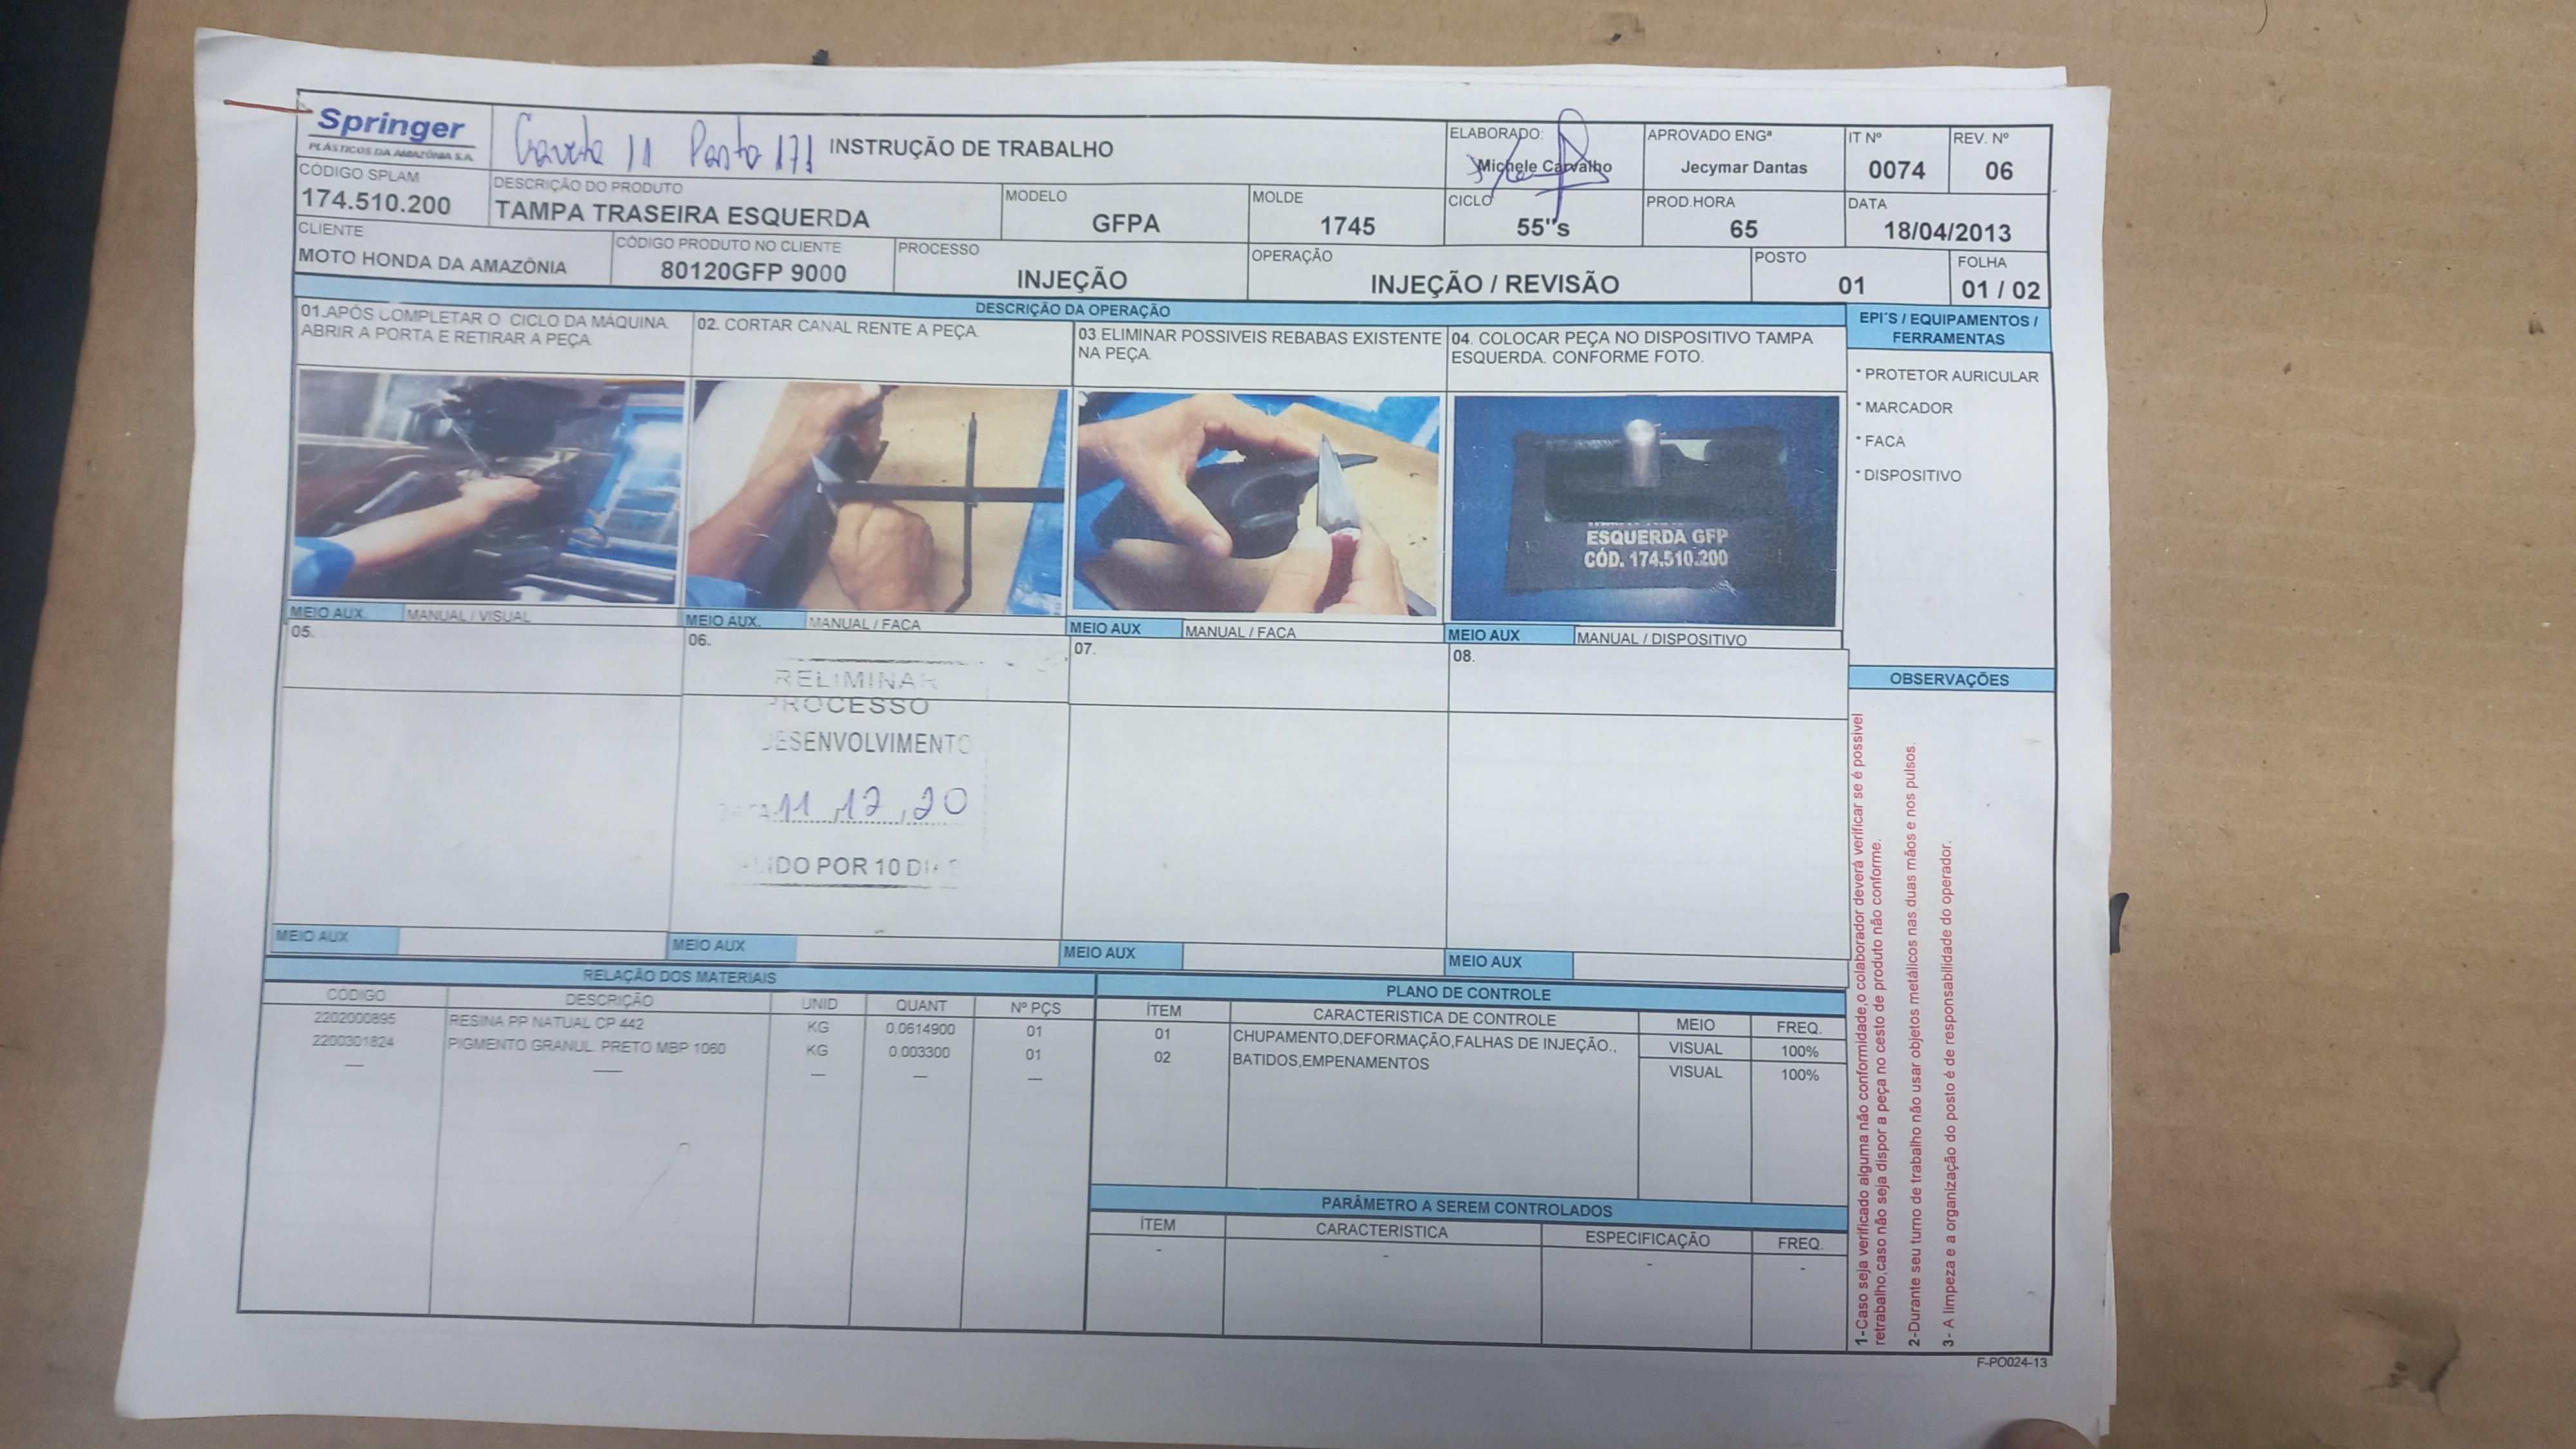 Springer
PLÁSTICOS DA AMAZÔNIA S.A.
INSTRUÇÃO DE TRABALHO
ELABORADO:
Michele Carvalho
APROVADO ENGª
Jecymar Dantas
IT Nº
0074
REV. Nº
06
CÓDIGO SPLAM
174.510.200
DESCRIÇÃO DO PRODUTO
TAMPA TRASEIRA ESQUERDA
MODELO
GFPA
MOLDE
1745
CICLO
55"s
PROD.HORA
65
DATA
18/04/2013
CLIENTE
MOTO HONDA DA AMAZÔNIA
CÓDIGO PRODUTO NO CLIENTE
80120GFP 9000
PROCESSO
INJEÇÃO
OPERAÇÃO
INJEÇÃO / REVISÃO
POSTO
01
FOLHA
01 / 02
DESCRIÇÃO DA OPERAÇÃO
01.APÓS COMPLETAR O CICLO DA MÁQUINA
ABRIR A PORTA E RETIRAR A PEÇA.
02. CORTAR CANAL RENTE A PEÇA.
03 ELIMINAR POSSIVEIS REBABAS EXISTENTE
NA PEÇA.
04. COLOCAR PEÇA NO DISPOSITIVO TAMPA
ESQUERDA. CONFORME FOTO.
ESQUERDA GFP
CÓD. 174.510.200
MEIO AUX. MANUAL / VISUAL
MEIO AUX. MANUAL / FACA
MEIO AUX MANUAL / FACA
MEIO AUX MANUAL / DISPOSITIVO
05.
06.
07.
08.
PROCESSO
DESENVOLVIMENTO
11 12 20
POR 10 DIAS
MEIO AUX
MEIO AUX
MEIO AUX
MEIO AUX
EPI'S / EQUIPAMENTOS /
FERRAMENTAS
* PROTETOR AURICULAR
* MARCADOR
* FACA
* DISPOSITIVO
OBSERVAÇÕES
1-Caso seja verificado alguma não conformidade,o colaborador deverá verificar se é possivel
retrabalho,caso não seja dispor a peça no cesto de produto não conforme.
2-Durante seu turno de trabalho não usar objetos metálicos nas duas mãos e nos pulsos.
3- A limpeza e a organização do posto é de responsabilidade do operador.
RELAÇÃO DOS MATERIAIS
CÓDIGO DESCRIÇÃO UNID QUANT Nº PÇS
2202000895 RESINA PP NATUAL CP 442 KG 0.0614900 01
2200301824 PIGMENTO GRANUL PRETO MBP 1060 KG 0,003300 01
PLANO DE CONTROLE
ÍTEM CARACTERISTICA DE CONTROLE MEIO FREQ.
01 CHUPAMENTO,DEFORMAÇÃO,FALHAS DE INJEÇÃO., VISUAL 100%
02 BATIDOS,EMPENAMENTOS VISUAL 100%
PARÂMETRO A SEREM CONTROLADOS
ÍTEM CARACTERISTICA ESPECIFICAÇÃO FREQ.
- - - -
F-PO024-13